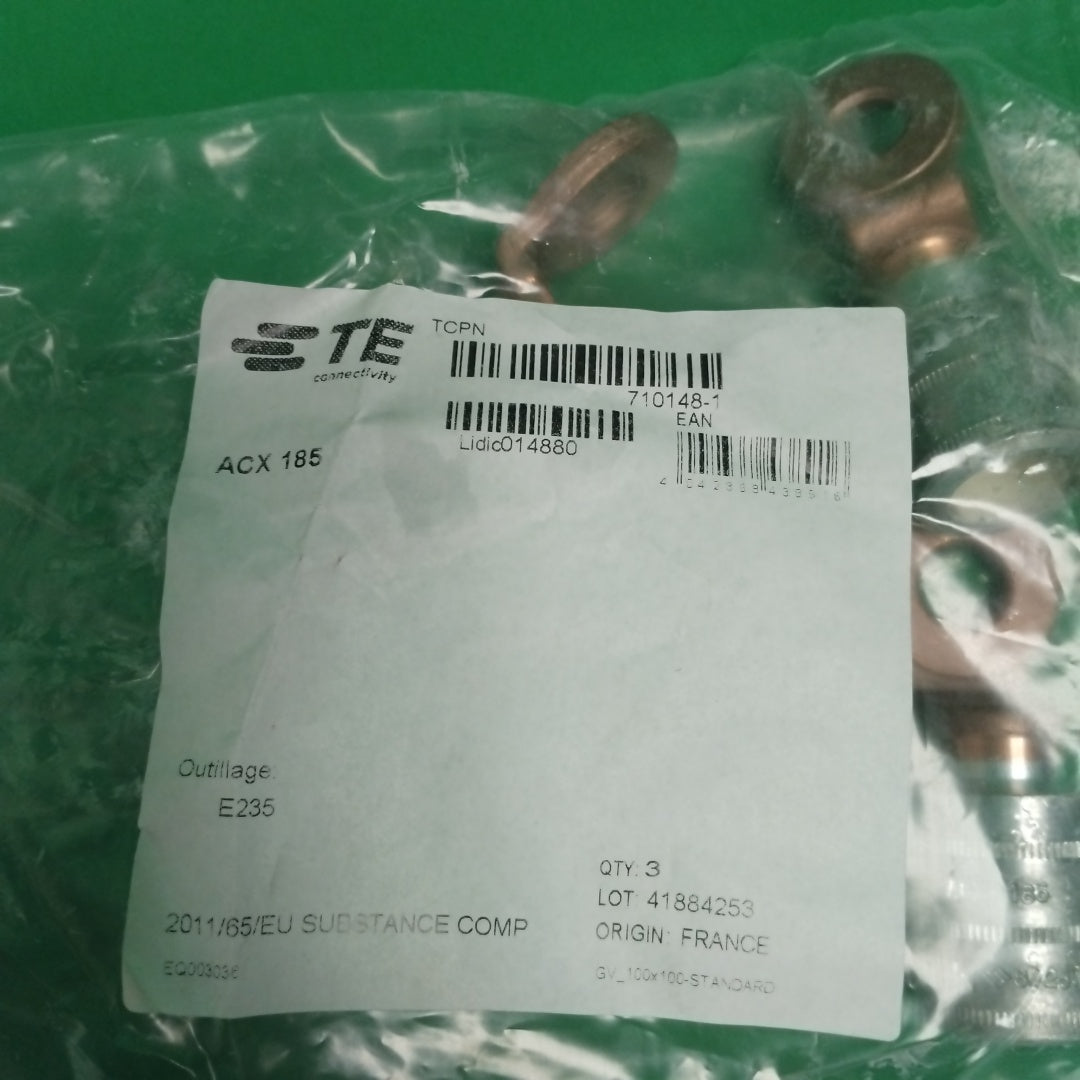 TE
connectivity
TCPN
710148-1
Lidic014880
EAN
ACX 185
Outillage:
E235
QTY: 3
LOT: 41884253
ORIGIN: FRANCE
2011/65/EU SUBSTANCE COMP
EQ003036
GV_100x100-STANDARD
185